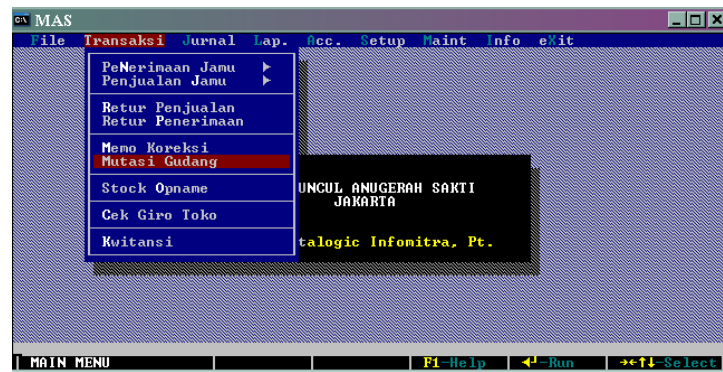 MAS
File Transaksi Jurnal Lap. Acc. Setup Maint Info eXit
PeNerimaan Jamu
Penjualan Jamu
Retur Penjualan
Retur Penerimaan
Memo Koreksi
Mutasi Gudang
Stock Opname
Cek Giro Toko
Kwitansi
UNCUL ANUGERAH SAKTI
JAKARTA
talogic Infomitra, Pt.
MAIN MENU F1-Help ◄┘-Run →←↑↓-Select